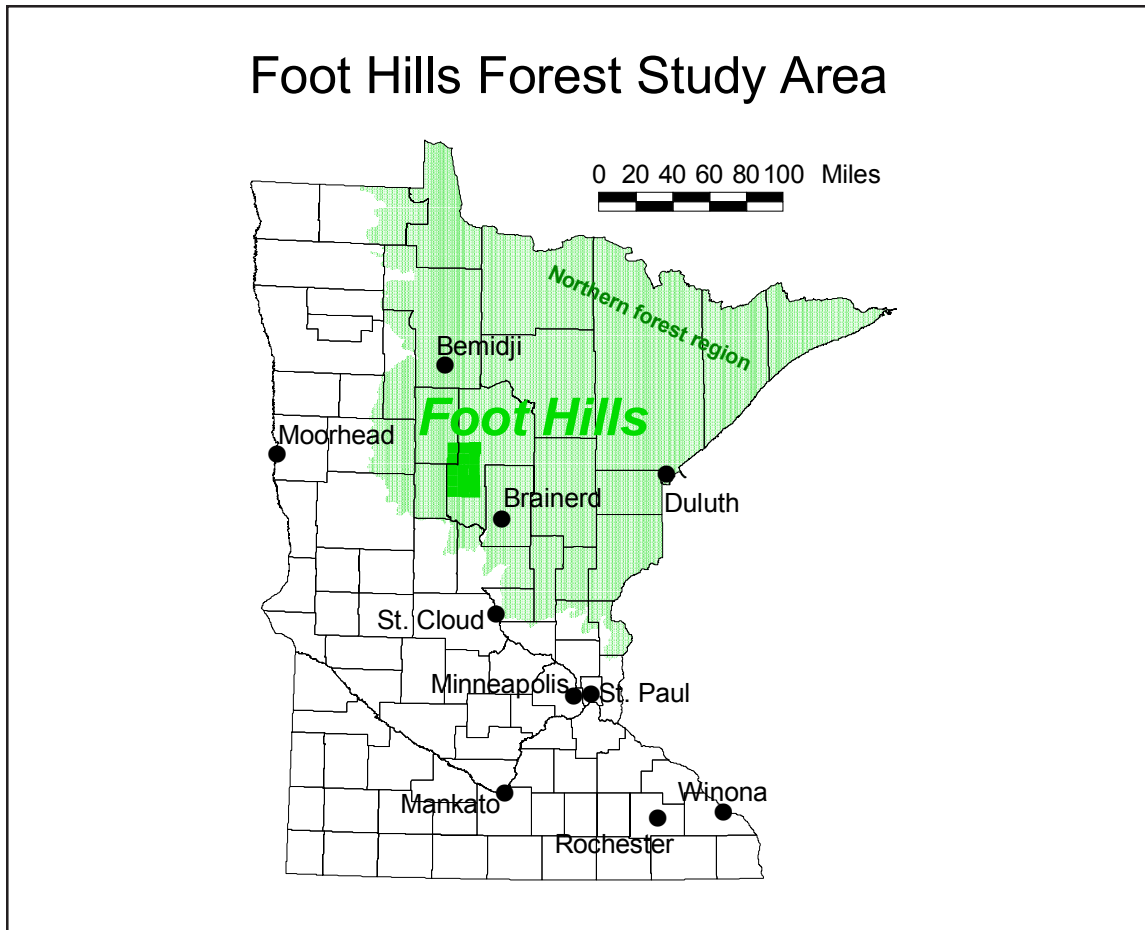 Foot Hills Forest Study Area
0 20 40 60 80 100 Miles
Northern forest region
Bemidji
Foot Hills
Moorhead
Brainerd
Duluth
St. Cloud
Minneapolis
St. Paul
Mankato
Winona
Rochester